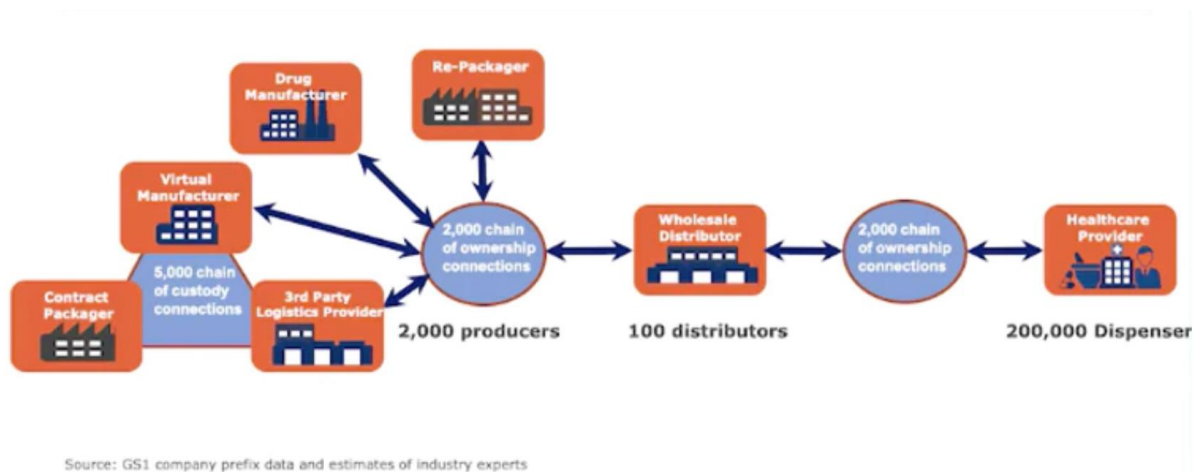 Re-Packager
Drug
Manufacturer
Virtual
Manufacturer
2,000 chain
of ownership
connections
Wholesale
Distributor
2,000 chain
of ownership
connections
Healthcare
Provider
5,000 chain
of custody
connections
Contract
Packager
3rd Party
Logistics Provider
2,000 producers
100 distributors
200,000 Dispenser
Source: GS1 company prefix data and estimates of industry experts